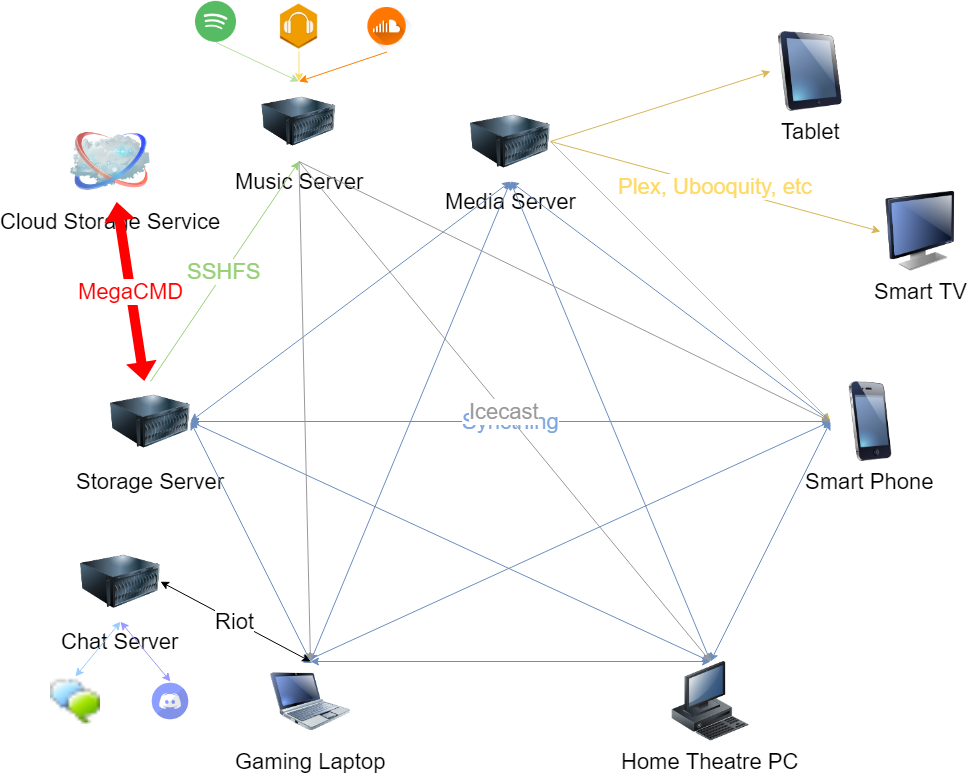 Tablet
Music Server
Plex, Ubooquity, etc
Media Server
Cloud Storage Service
SSHFS
MegaCMD
Smart TV
Icecast
Syncthing
Storage Server
Smart Phone
Riot
Chat Server
Gaming Laptop
Home Theatre PC